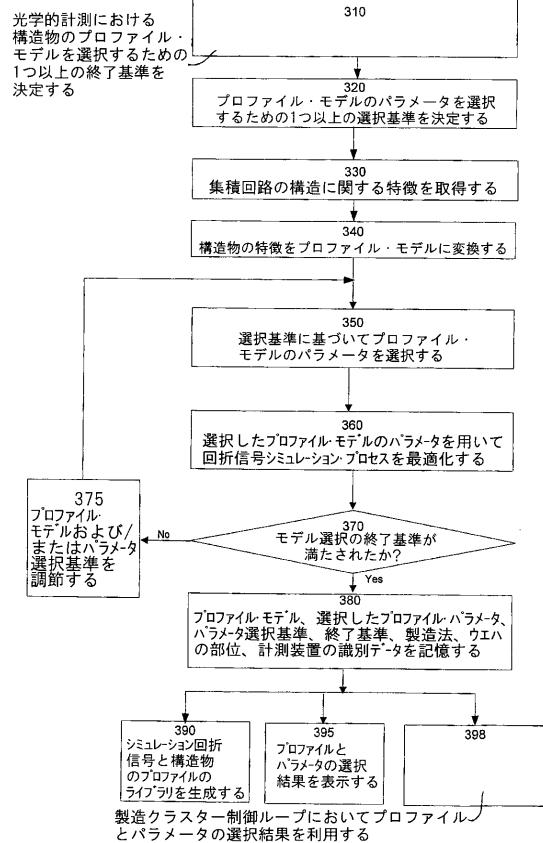 光学的計測における
構造物のプロファイル・
モデルを選択するための
1つ以上の終了基準を
決定する
310
320
プロファイル・モデルのパラメータを選択
するための1つ以上の選択基準を決定する
330
集積回路の構造に関する特徴を取得する
340
構造物の特徴をプロファイル・モデルに変換する
350
選択基準に基づいてプロファイル・
モデルのパラメータを選択する
360
選択したプロファイル・モデルのパラメータを用いて
回折信号シミュレーション・プロセスを最適化する
375
プロファイル・
モデルおよび/
またはパラメータ
選択基準を
調節する
No
370
モデル選択の終了基準が
満たされたか?
Yes
380
プロファイル・モデル、選択したプロファイル・パラメータ、
パラメータ選択基準、終了基準、製造法、ウエハ
の部位、計測装置の識別データを記憶する
390
シミュレーション回折
信号と構造物
のプロファイルの
ライブラリを生成する
395
プロファイルと
パラメータの選択
結果を表示する
398
製造クラスター制御ループにおいてプロファイル
とパラメータの選択結果を利用する